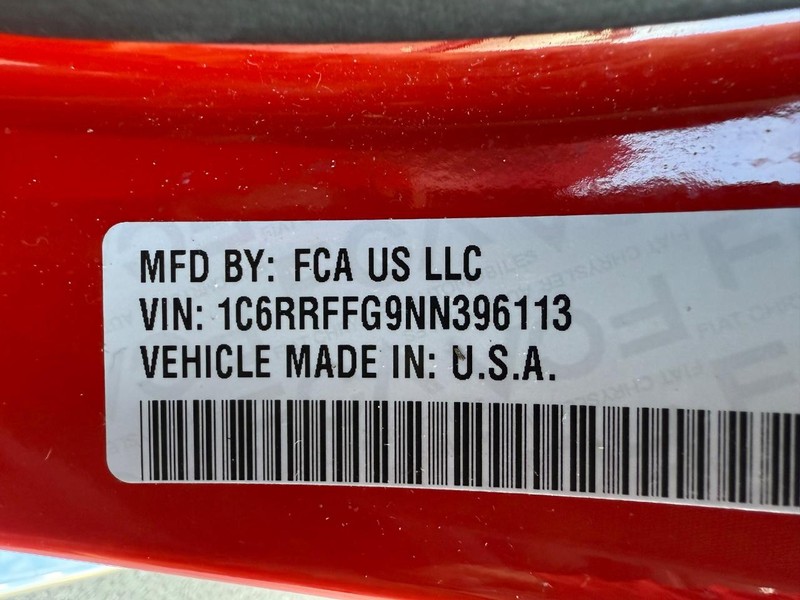 MFD BY: FCA US LLC
VIN: 1C6RRFFG9NN396113
VEHICLE MADE IN: U.S.A.